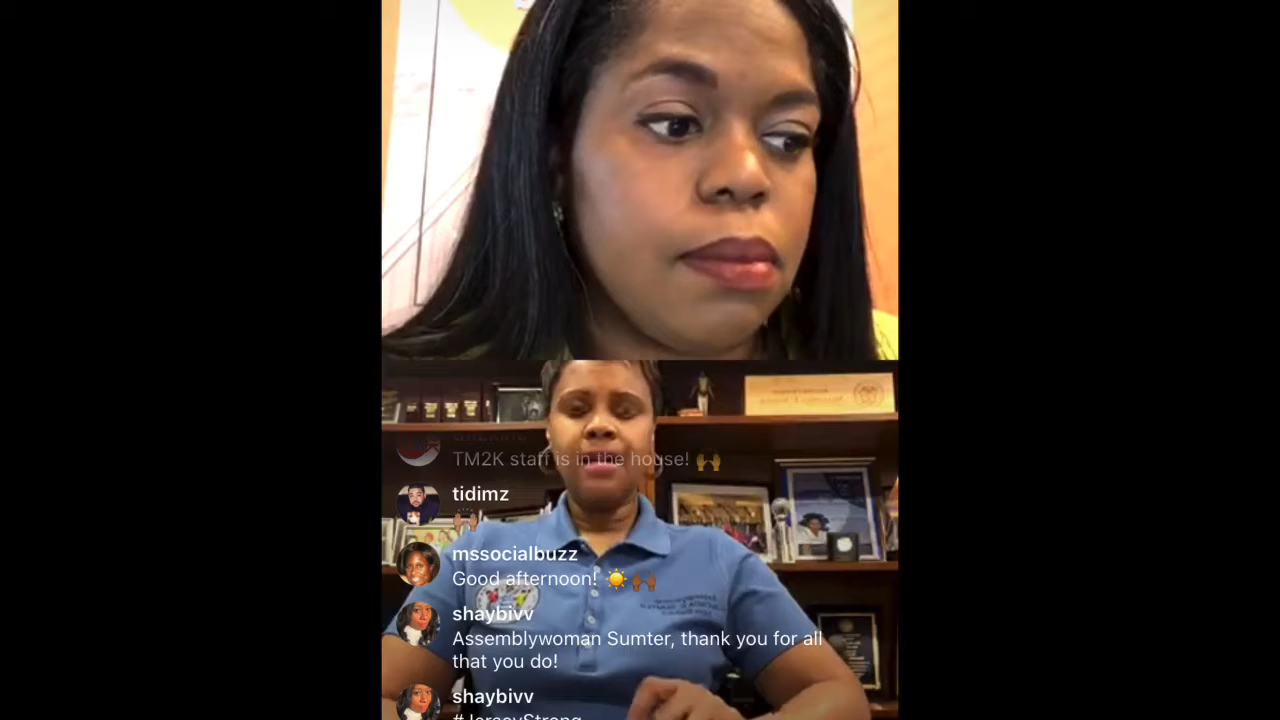 TM2K staff is in the house! 🙌
tidimz
🙌🏽
mssocialbuzz
Good afternoon! ☀️🙌🏾
shaybivv
Assemblywoman Sumter, thank you for all
that you do!
shaybivv
#JerseyStrong